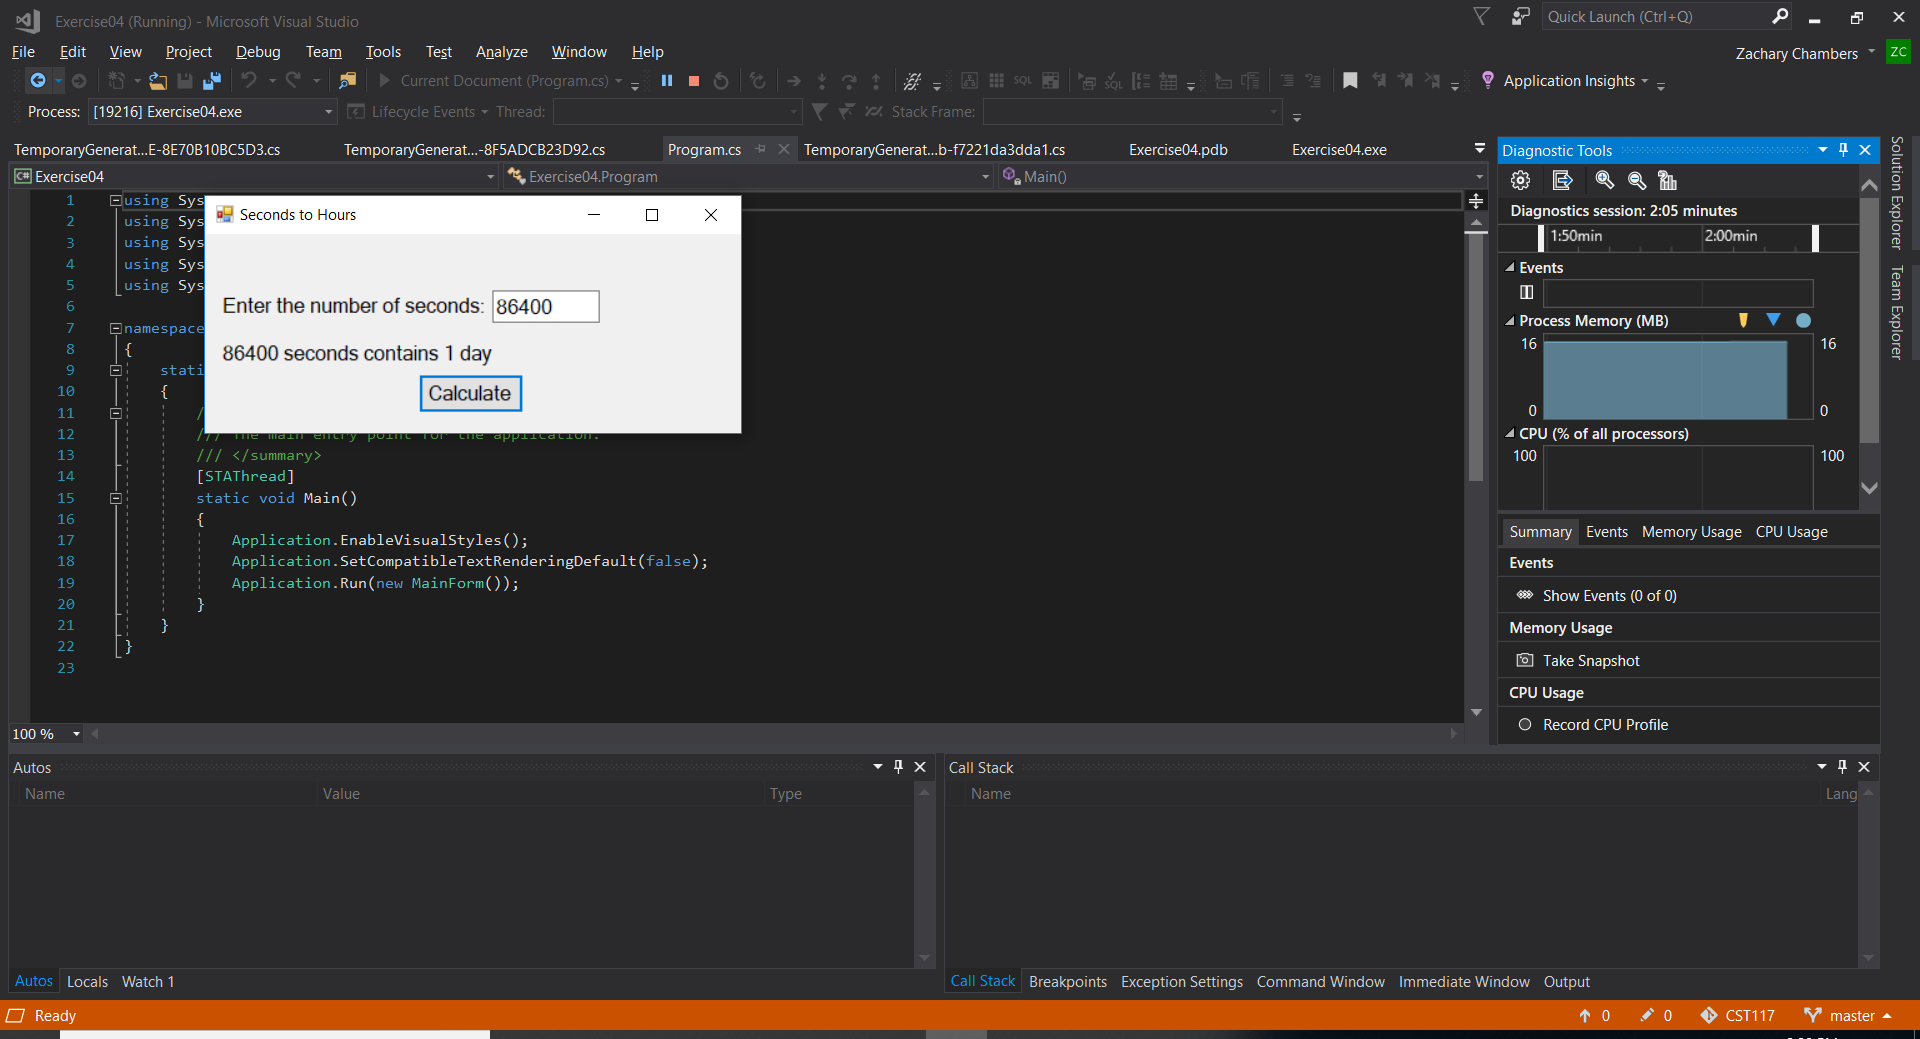 Exercise04 (Running) - Microsoft Visual Studio
Quick Launch (Ctrl+Q)
File Edit View Project Debug Team Tools Test Analyze Window Help
Zachary Chambers ZC
Current Document (Program.cs)
SQL
SQL
Application Insights
Process: [19216] Exercise04.exe Lifecycle Events Thread: Stack Frame:
TemporaryGenerat...E-8E70B10BC5D3.cs TemporaryGenerat...-8F5ADCB23D92.cs Program.cs TemporaryGenerat...b-f7221da3dda1.cs Exercise04.pdb Exercise04.exe
C# Exercise04 Exercise04.Program Main()
1 using Sys
2 using Sys
3 using Sys
4 using Sys
5 using Sys
6
7 namespace
8 {
9 stati
10 {
11 /
12 /// The main entry point for the application.
13 /// </summary>
14 [STAThread]
15 static void Main()
16 {
17 Application.EnableVisualStyles();
18 Application.SetCompatibleTextRenderingDefault(false);
19 Application.Run(new MainForm());
20 }
21 }
22 }
23
100 %
Seconds to Hours
Enter the number of seconds: 86400
86400 seconds contains 1 day
Calculate
Diagnostic Tools
Diagnostics session: 2:05 minutes
1:50min 2:00min
Events
Process Memory (MB)
16 16
0 0
CPU (% of all processors)
100 100
Summary Events Memory Usage CPU Usage
Events
Show Events (0 of 0)
Memory Usage
Take Snapshot
CPU Usage
Record CPU Profile
Solution Explorer
Team Explorer
Autos
Name Value Type
Autos Locals Watch 1
Call Stack
Name Lang
Call Stack Breakpoints Exception Settings Command Window Immediate Window Output
Ready
0 0 CST117 master